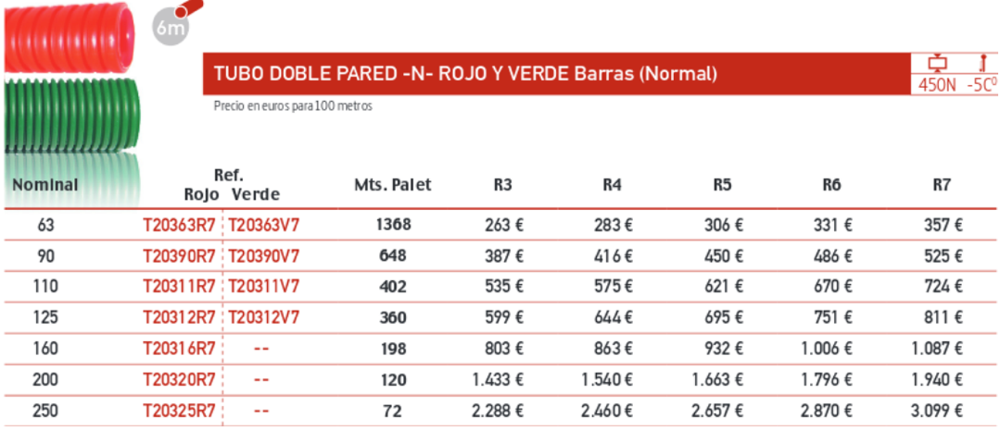 6m
TUBO DOBLE PARED -N- ROJO Y VERDE Barras (Normal)
450N -5Cº
Precio en euros para 100 metros
Nominal Ref. Rojo Verde Mts. Palet R3 R4 R5 R6 R7
63 T20363R7 T20363V7 1368 263 € 283 € 306 € 331 € 357 €
90 T20390R7 T20390V7 648 387 € 416 € 450 € 486 € 525 €
110 T20311R7 T20311V7 402 535 € 575 € 621 € 670 € 724 €
125 T20312R7 T20312V7 360 599 € 644 € 695 € 751 € 811 €
160 T20316R7 -- 198 803 € 863 € 932 € 1.006 € 1.087 €
200 T20320R7 -- 120 1.433 € 1.540 € 1.663 € 1.796 € 1.940 €
250 T20325R7 -- 72 2.288 € 2.460 € 2.657 € 2.870 € 3.099 €